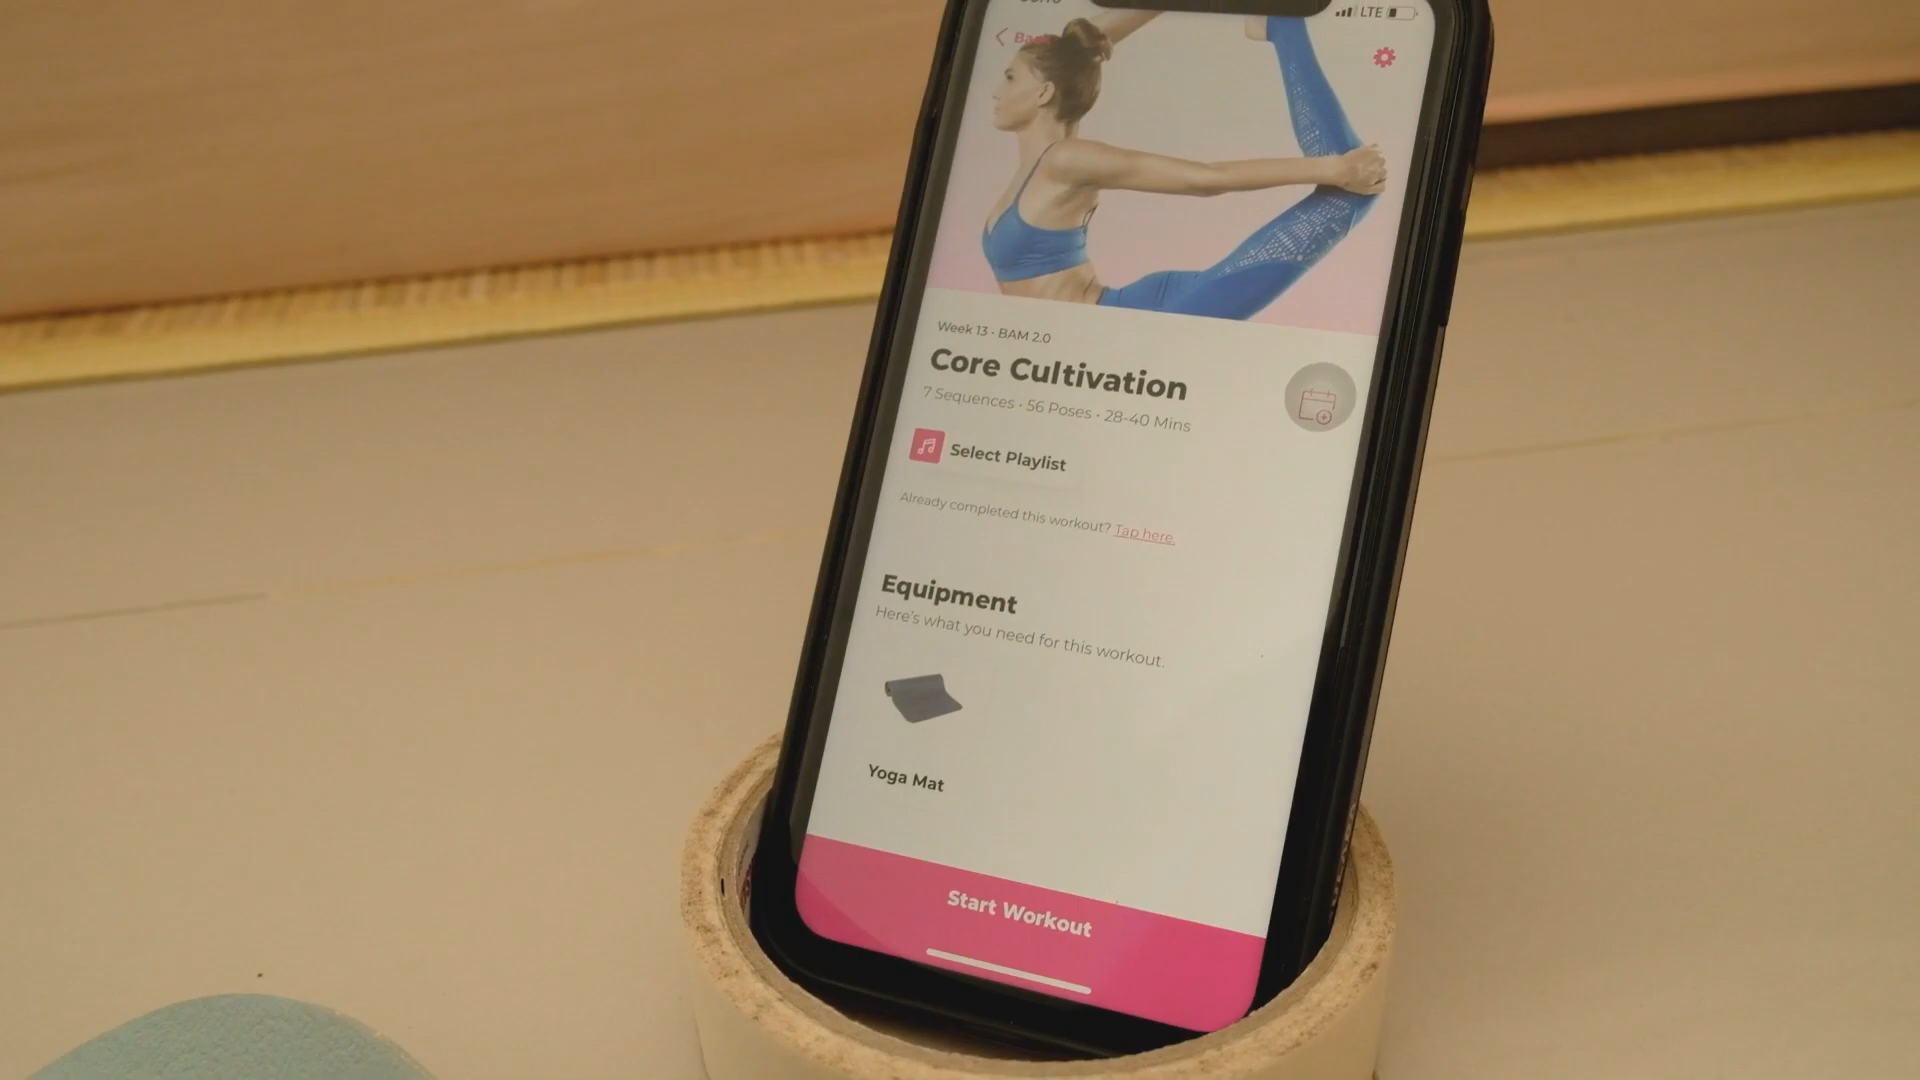 LTE
Week 13 · BAM 2.0
Core Cultivation
7 Sequences · 56 Poses · 28-40 Mins
Select Playlist
Already completed this workout? Tap here.
Equipment
Here's what you need for this workout.
Yoga Mat
Start Workout